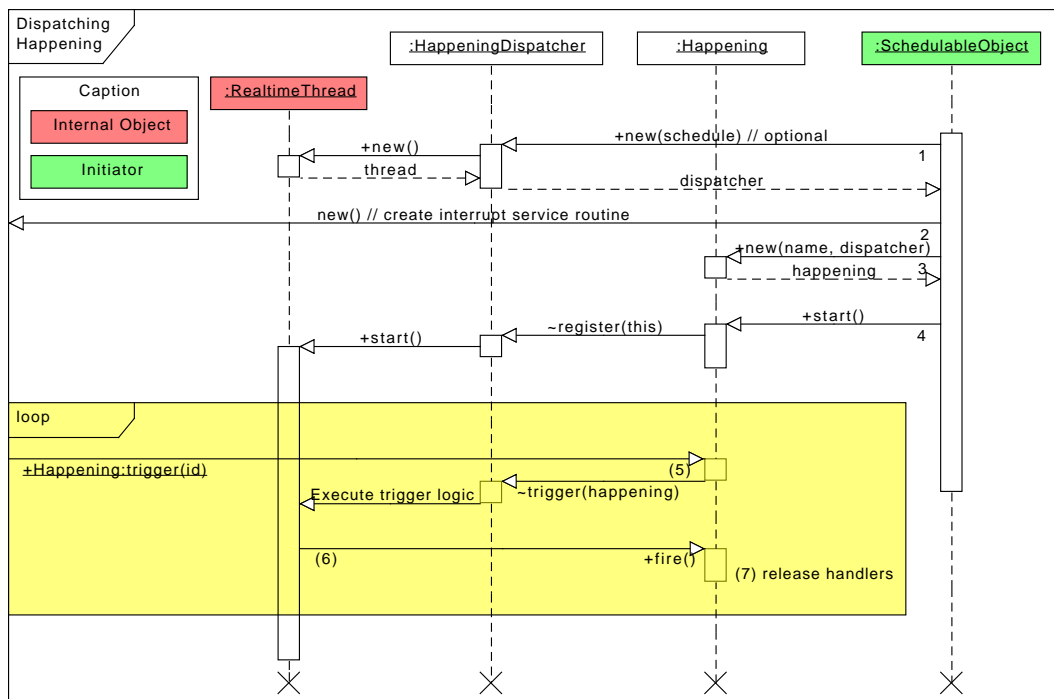 Dispatching
Happening
:HappeningDispatcher
:Happening
:SchedulableObject
Caption
:RealtimeThread
Internal Object
Initiator
+new(schedule) // optional
1
+new()
thread
dispatcher
new() // create interrupt service routine
2
+new(name, dispatcher)
happening
3
+start()
~register(this)
+start()
4
loop
+Happening:trigger(id)
(5)
~trigger(happening)
Execute trigger logic
(6)
+fire()
(7) release handlers